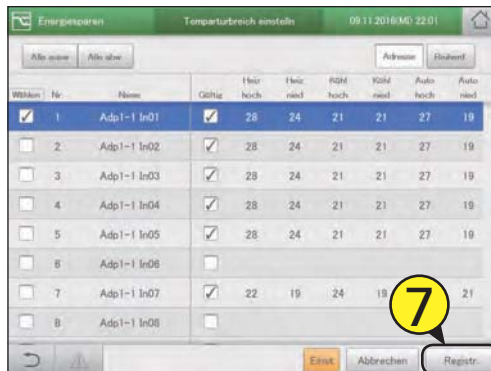 Energiesparen Temparturbreich einstelln 09.11.2016(Mi) 22:01
Alle ausw Alle abw Adresse Reihenf.
Wählen Nr. Name Gültig Heiz hoch Heiz nied Kühl hoch Kühl nied Auto hoch Auto nied
1 Adp1-1 In01 28 24 21 21 27 19
2 Adp1-1 In02 28 24 21 21 27 19
3 Adp1-1 In03 28 24 21 21 27 19
4 Adp1-1 In04 28 24 21 21 27 19
5 Adp1-1 In05 28 24 21 21 27 19
6 Adp1-1 In06
7 Adp1-1 In07 22 19 24 19 21
8 Adp1-1 In08
7
Einst Abbrechen Registr.